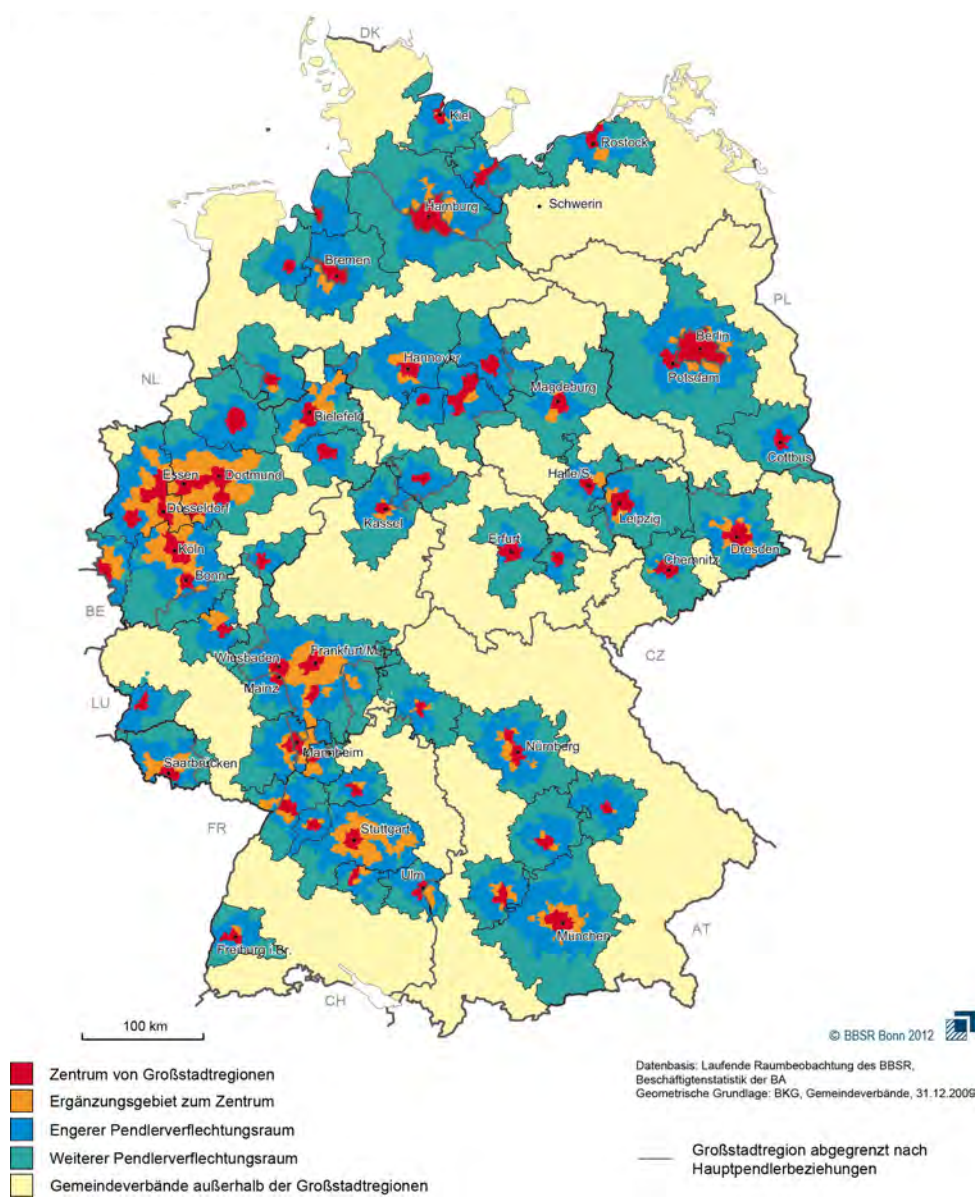 DK
Kiel
Rostock
Hamburg
Schwerin
Bremen
PL
Berlin
Hannover
Potsdam
NL
Magdeburg
Bielefeld
Cottbus
Essen
Dortmund
Halle/S.
Düsseldorf
Leipzig
Kassel
Köln
Erfurt
Dresden
Chemnitz
Bonn
BE
Wiesbaden
Frankfurt/M.
CZ
Mainz
LU
Mannheim
Nürnberg
Saarbrücken
FR
Stuttgart
Ulm
München
AT
Freiburg i.Br.
CH
100 km
© BBSR Bonn 2012
Zentrum von Großstadtregionen
Ergänzungsgebiet zum Zentrum
Engerer Pendlerverflechtungsraum
Weiterer Pendlerverflechtungsraum
Gemeindeverbände außerhalb der Großstadtregionen
Datenbasis: Laufende Raumbeobachtung des BBSR,
Beschäftigtenstatistik der BA
Geometrische Grundlage: BKG, Gemeindeverbände, 31.12.2009
Großstadtregion abgegrenzt nach
Hauptpendlerbeziehungen